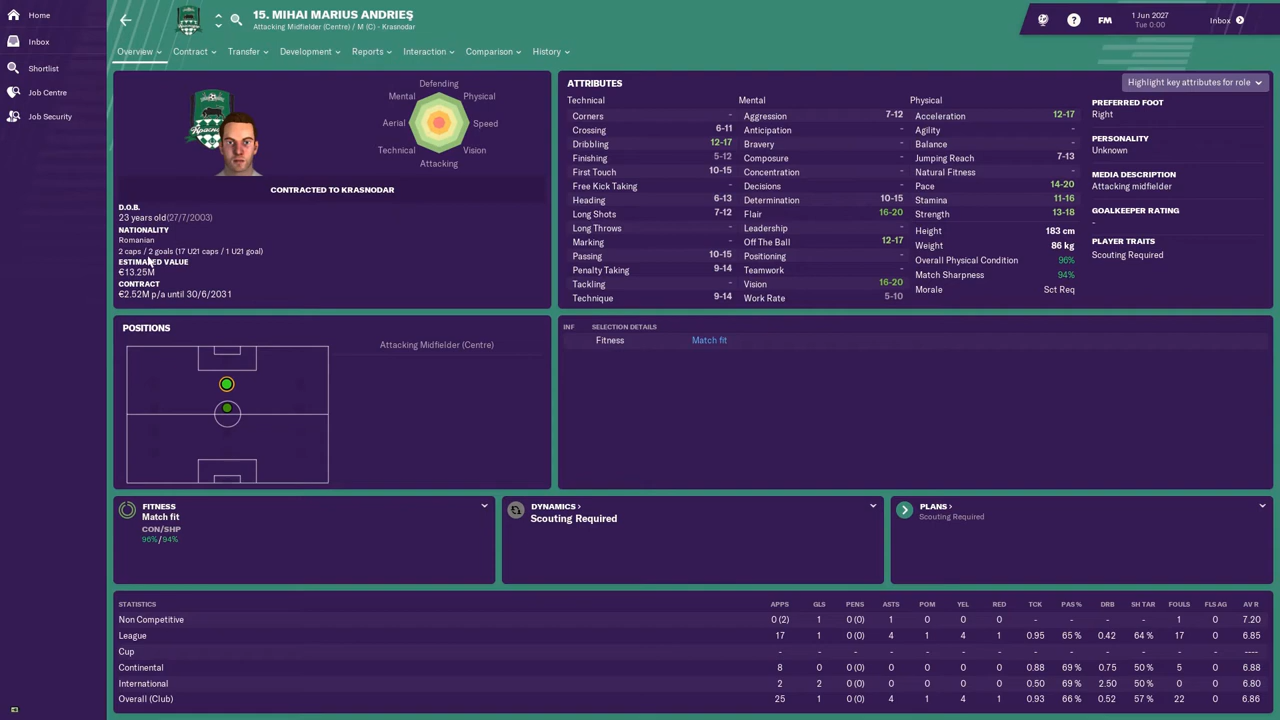 Home
Inbox
Shortlist
Job Centre
Job Security
15. MIHAI MARIUS ANDRIEȘ
Attacking Midfielder (Centre) / M (C) - Krasnodar
FM
1 Jun 2027
Tue 0:00
Inbox
Overview Contract Transfer Development Reports Interaction Comparison History
Defending
Mental Physical
Aerial Speed
Technical Vision
Attacking
CONTRACTED TO KRASNODAR
D.O.B.
23 years old (27/7/2003)
NATIONALITY
Romanian
2 caps / 2 goals (17 U21 caps / 1 U21 goal)
ESTIMATED VALUE
€13.25M
CONTRACT
€2.52M p/a until 30/6/2031
ATTRIBUTES
Highlight key attributes for role
Technical Mental Physical
Corners - Aggression 7-12 Acceleration 12-17
Crossing 6-11 Anticipation - Agility -
Dribbling 12-17 Bravery - Balance -
Finishing 5-12 Composure - Jumping Reach 7-13
First Touch 10-15 Concentration - Natural Fitness -
Free Kick Taking - Decisions - Pace 14-20
Heading 6-13 Determination 10-15 Stamina 11-16
Long Shots 7-12 Flair 16-20 Strength 13-18
Long Throws - Leadership - Height 183 cm
Marking - Off The Ball 12-17 Weight 86 kg
Passing 10-15 Positioning - Overall Physical Condition 96%
Penalty Taking 9-14 Teamwork - Match Sharpness 94%
Tackling - Vision 16-20 Morale Sct Req
Technique 9-14 Work Rate 5-10
PREFERRED FOOT
Right
PERSONALITY
Unknown
MEDIA DESCRIPTION
Attacking midfielder
GOALKEEPER RATING
-
PLAYER TRAITS
Scouting Required
POSITIONS
Attacking Midfielder (Centre)
INF SELECTION DETAILS
Fitness Match fit
FITNESS
Match fit
CON/SHP
96%/94%
DYNAMICS >
Scouting Required
PLANS >
Scouting Required
STATISTICS APPS GLS PENS ASTS POM YEL RED TCK PAS % DRB SH TAR FOULS FLS AG AV R
Non Competitive 0 (2) 1 0 (0) 1 0 0 0 - - - - 1 0 7.20
League 17 1 0 (0) 4 1 4 1 0.95 65 % 0.42 64 % 17 0 6.85
Cup - - - - - - - - - - - - - ----
Continental 8 0 0 (0) 0 0 0 0 0.88 69 % 0.75 50 % 5 0 6.88
International 2 2 0 (0) 0 0 0 0 0.50 69 % 2.50 50 % 0 0 6.80
Overall (Club) 25 1 0 (0) 4 1 4 1 0.93 66 % 0.52 57 % 22 0 6.86